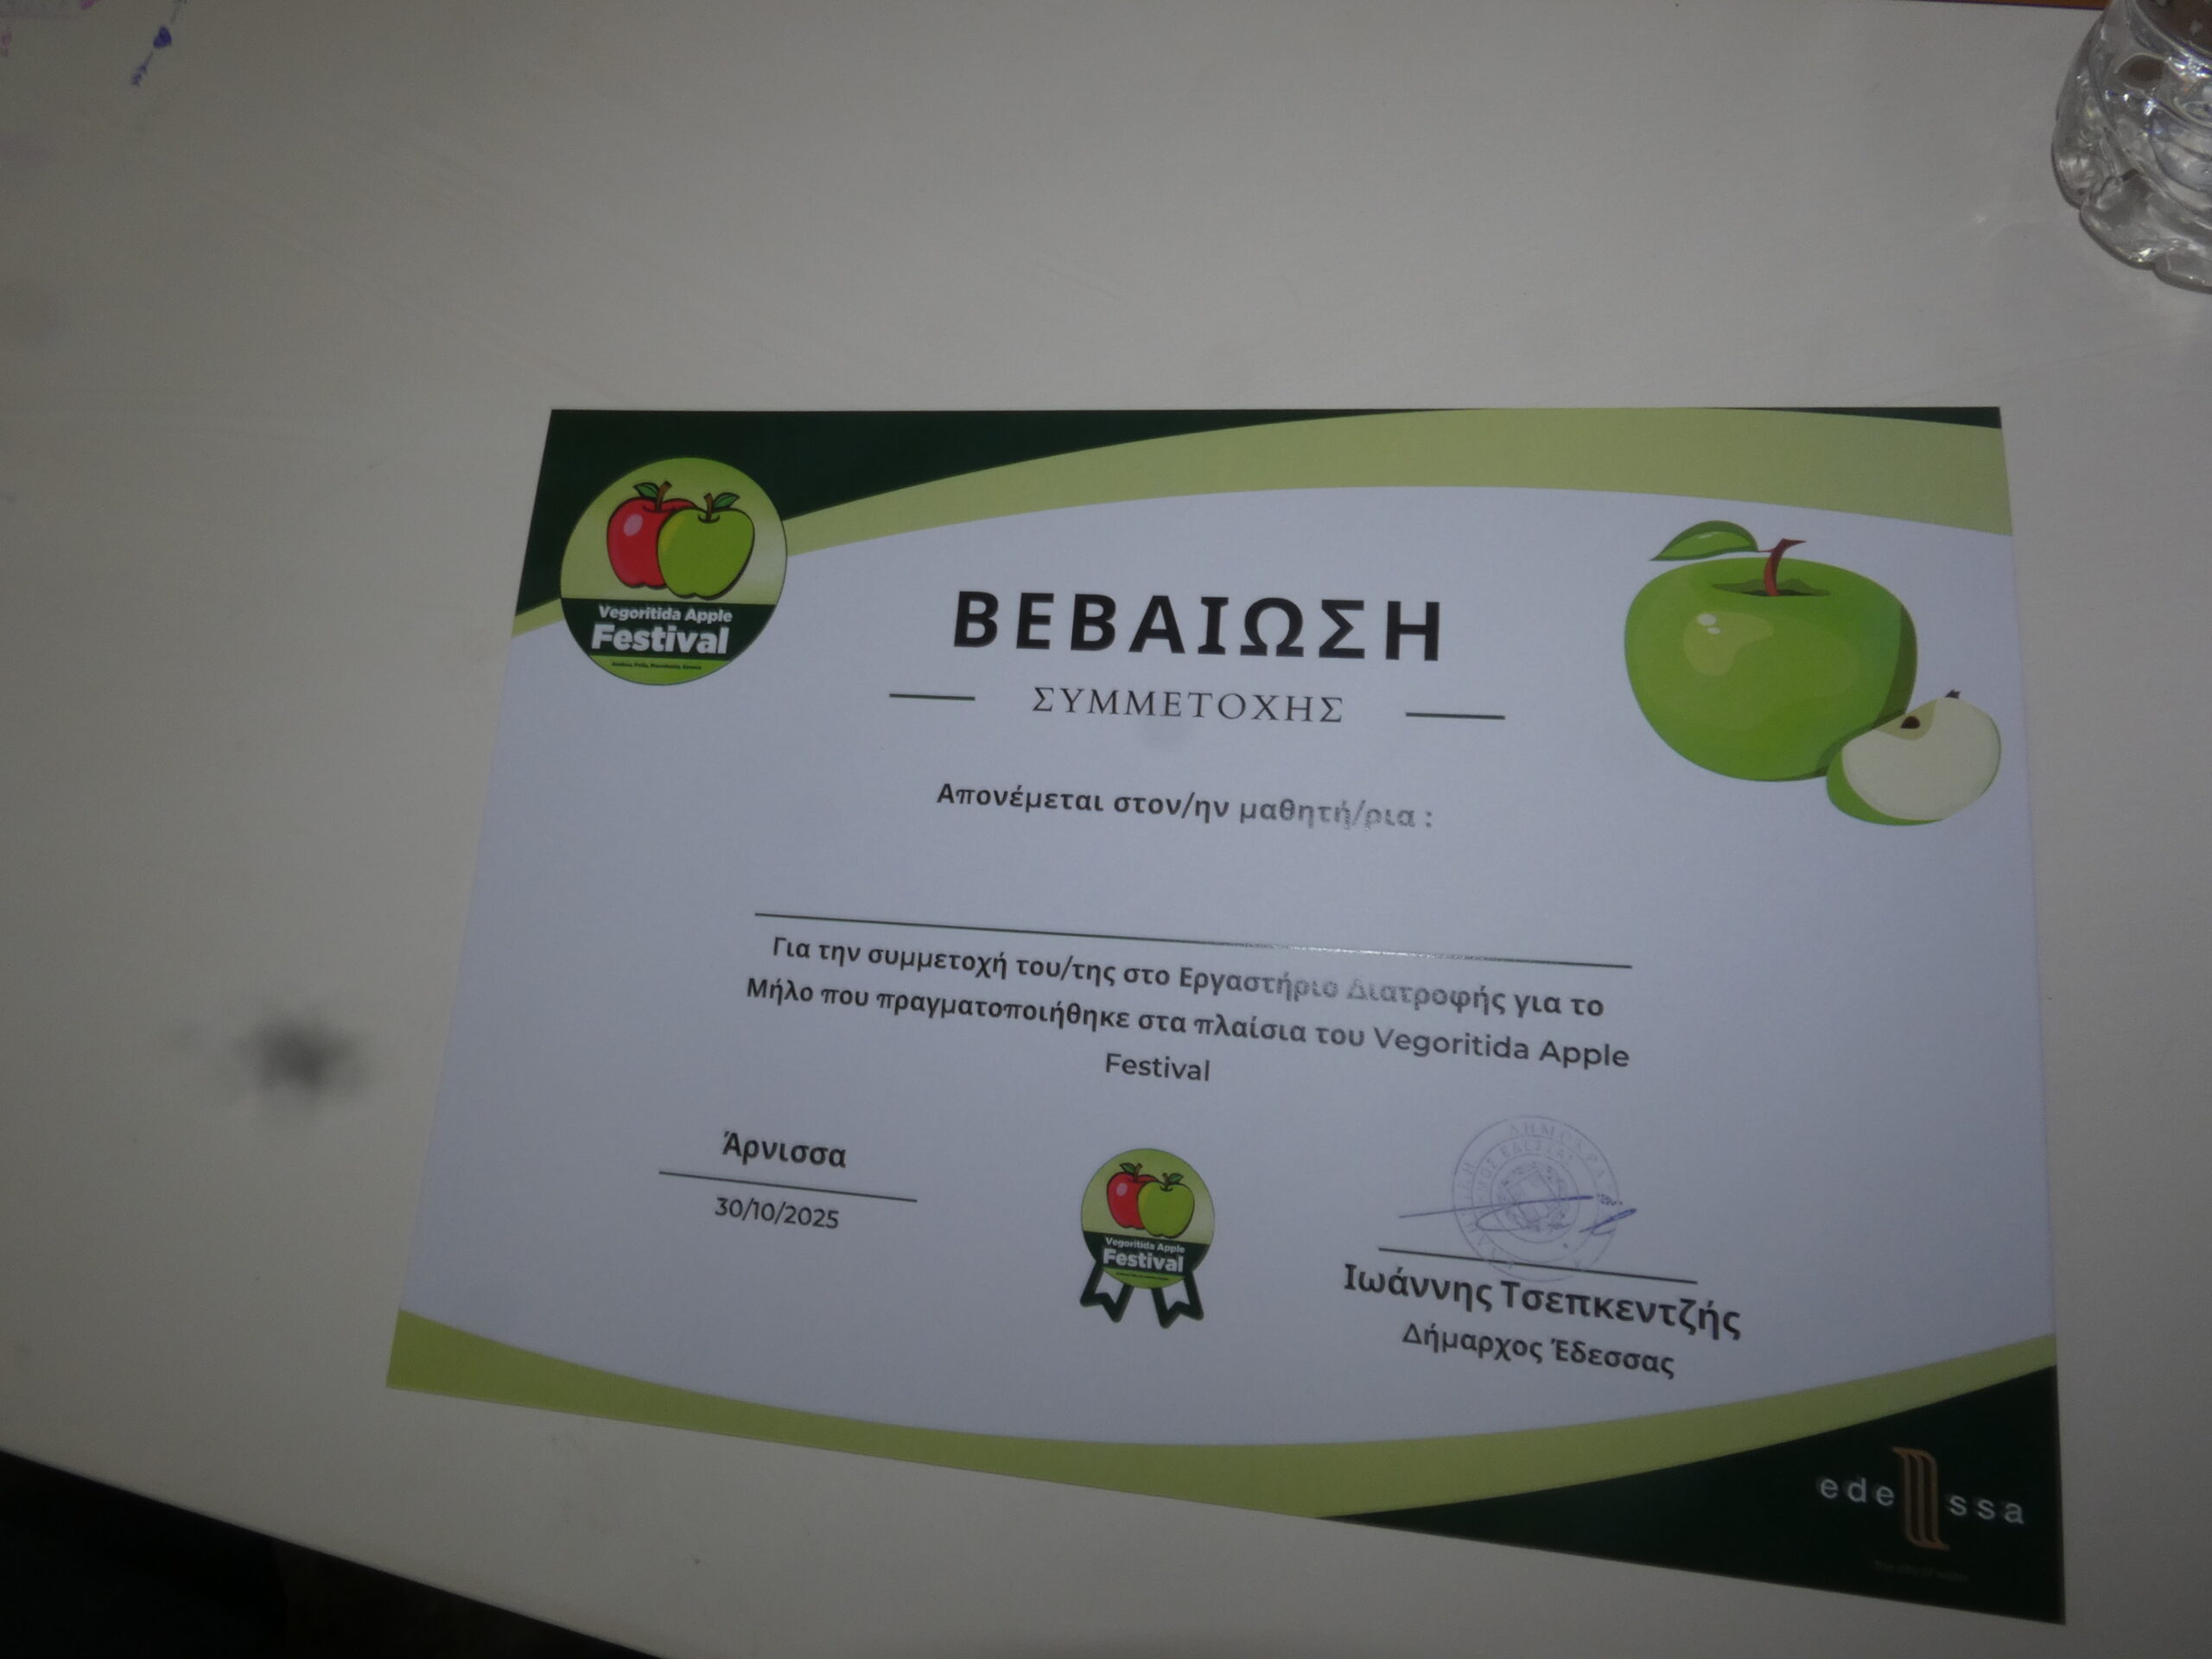 Vegoritida Apple
Festival
ΒΕΒΑΙΩΣΗ
ΣΥΜΜΕΤΟΧΗΣ
Απονέμεται στον/ην μαθητή/ρια :
Για την συμμετοχή του/της στο Εργαστήριο Διατροφής για το
Μήλο που πραγματοποιήθηκε στα πλαίσια του Vegoritida Apple
Festival
Άρνισσα
30/10/2025
Vegoritida Apple
Festival
Ιωάννης Τσεπκεντζής
Δήμαρχος Έδεσσας
edessa